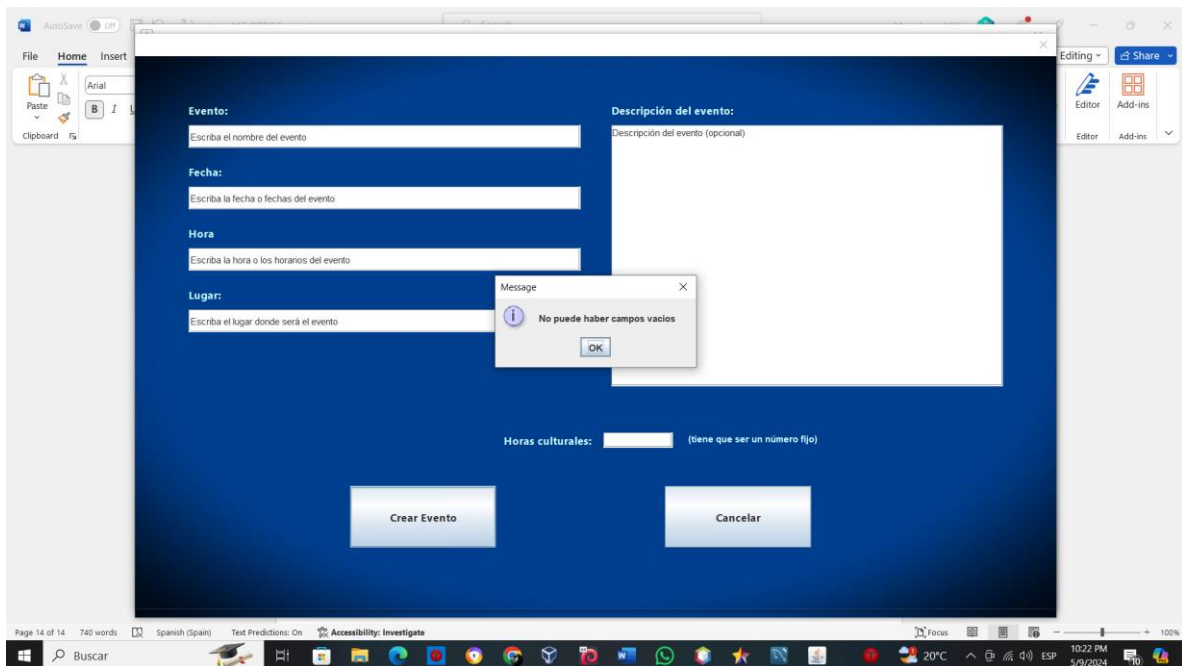 AutoSave Off
File Home Insert
Editing
Share
Paste
Arial
B I U
Editor
Add-ins
Clipboard
Editor
Add-ins
Evento:
Escriba el nombre del evento
Fecha:
Escriba la fecha o fechas del evento
Hora
Escriba la hora o los horarios del evento
Lugar:
Escriba el lugar donde será el evento
Descripción del evento:
Descripción del evento (opcional)
Message
No puede haber campos vacios
OK
Horas culturales:
(tiene que ser un número fijo)
Crear Evento
Cancelar
Page 14 of 14 740 words Spanish (Spain) Text Predictions: On Accessibility: Investigate
Focus
100%
Buscar
20°C
ESP
10:22 PM
5/9/2024
10